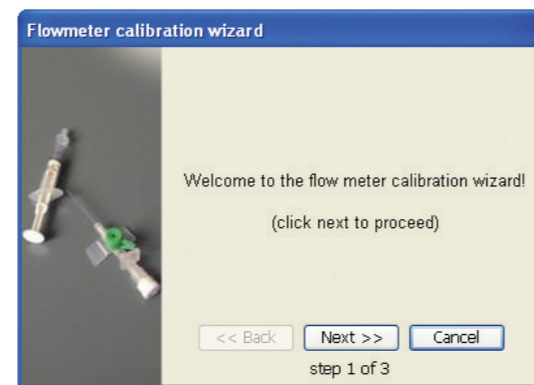 Flowmeter calibration wizard
Welcome to the flow meter calibration wizard!
(click next to proceed)
<< Back Next >> Cancel
step 1 of 3